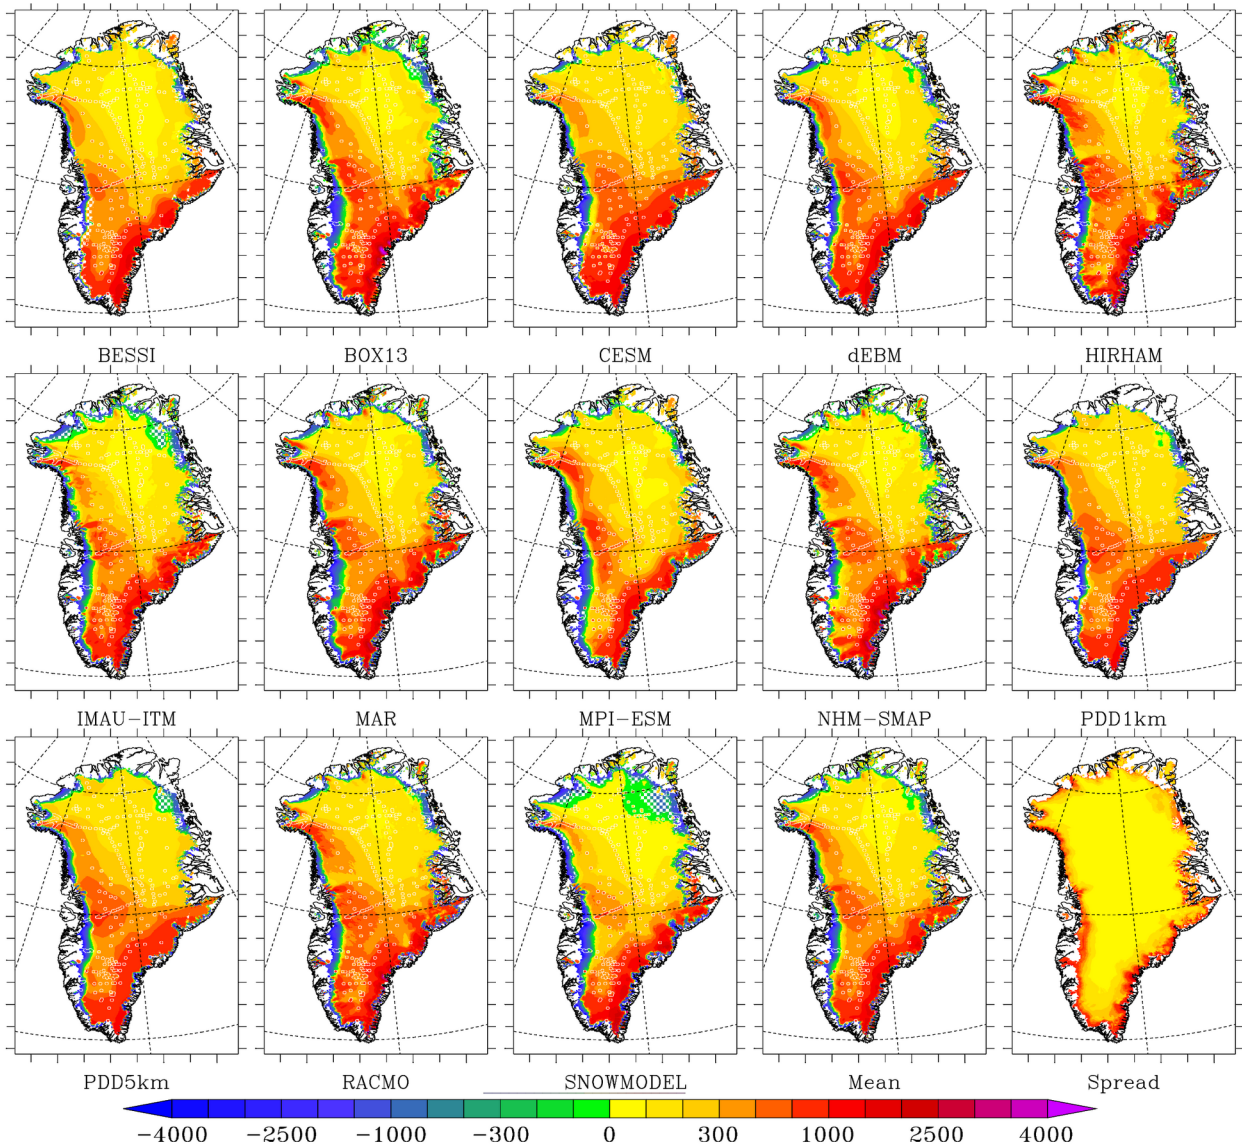 BESSI BOX13 CESM dEBM HIRHAM
IMAU-ITM MAR MPI-ESM NHM-SMAP PDD1km
PDD5km RACMO SNOWMODEL Mean Spread
-4000 -2500 -1000 -300 0 300 1000 2500 4000